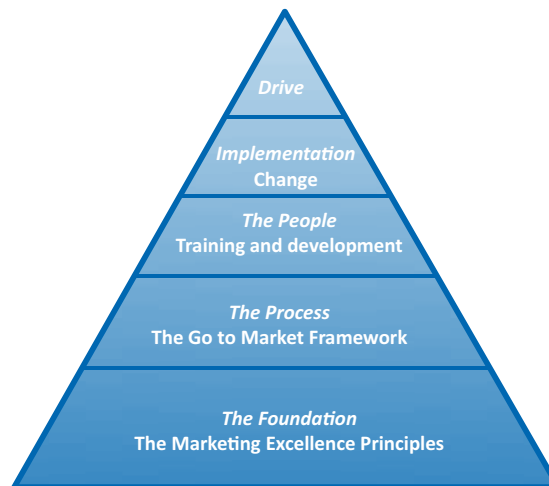 Drive
Implementation
Change
The People
Training and development
The Process
The Go to Market Framework
The Foundation
The Marketing Excellence Principles